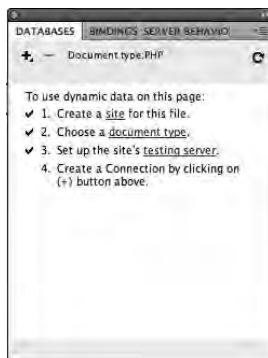 DATABASES BINDINGS SERVER BEHAVIO
Document type:PHP
To use dynamic data on this page:
✔ 1. Create a site for this file.
✔ 2. Choose a document type.
✔ 3. Set up the site's testing server.
4. Create a Connection by clicking on
(+) button above.